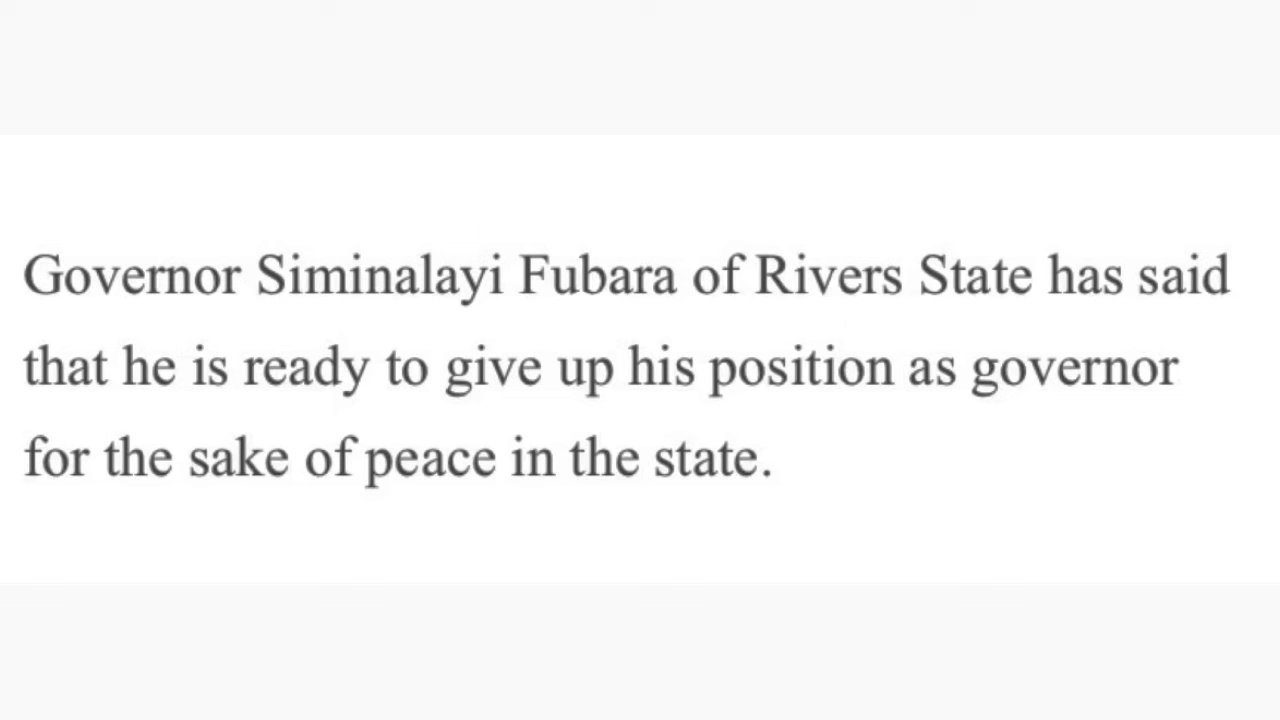 Governor Siminalayi Fubara of Rivers State has said
that he is ready to give up his position as governor
for the sake of peace in the state.